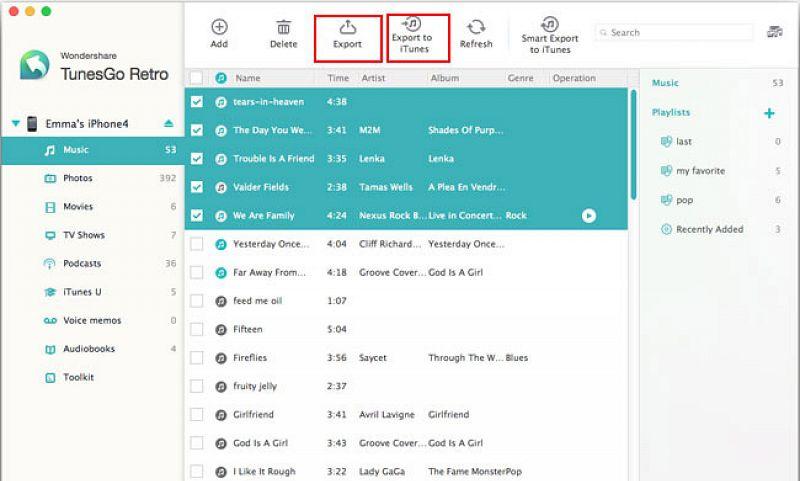 Wondershare
TunesGo Retro
Emma's iPhone4
Music 53
Photos 392
Movies 6
TV Shows 7
Podcasts 36
iTunes U 5
Voice memos 0
Audiobooks 4
Toolkit
Add
Delete
Export
Export to
iTunes
Refresh
Smart Export
to iTunes
Search
Name Time Artist Album Genre Operation
tears-in-heaven 4:38
The Day You We... 3:41 M2M Shades Of Purp...
Trouble Is A Friend 3:35 Lenka Lenka
Valder Fields 2:38 Tamas Wells A Plea En Vendr...
We Are Family 4:24 Nexus Rock B... Live in Concert... Rock
Yesterday Once... 4:04 Cliff Richard... Yesterday Once...
Far Away From... 4:18 Groove Cover... God Is A Girl
feed me oil 1:07
Fifteen 5:04
Fireflies 3:56 Saycet Through The W... Blues
fruity jelly 2:37
Girlfriend 3:41 Avril Lavigne Girlfriend
God Is A Girl 3:43 Groove Cover... God Is A Girl
I Like It Rough 3:22 Lady GaGa The Fame Monster Pop
Music 53
Playlists +
last 0
my favorite 5
pop 6
Recently Added 3